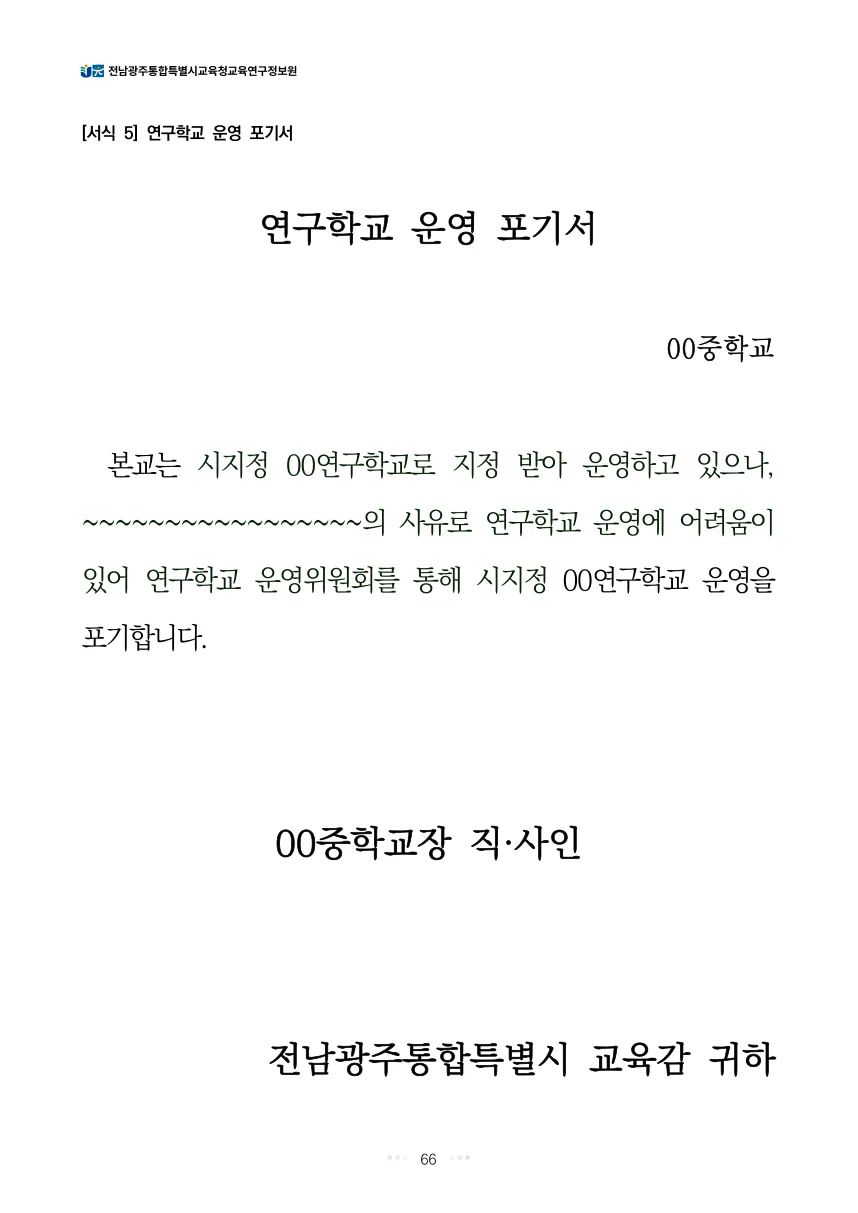 전남광주통합특별시교육청교육연구정보원
[서식 5] 연구학교 운영 포기서
연구학교 운영 포기서
00중학교
본교는 시지정 00연구학교로 지정 받아 운영하고 있으나,
~~~~~~~~~~~~~~~~~의 사유로 연구학교 운영에 어려움이
있어 연구학교 운영위원회를 통해 시지정 00연구학교 운영을
포기합니다.
00중학교장 직·사인
전남광주통합특별시 교육감 귀하
66